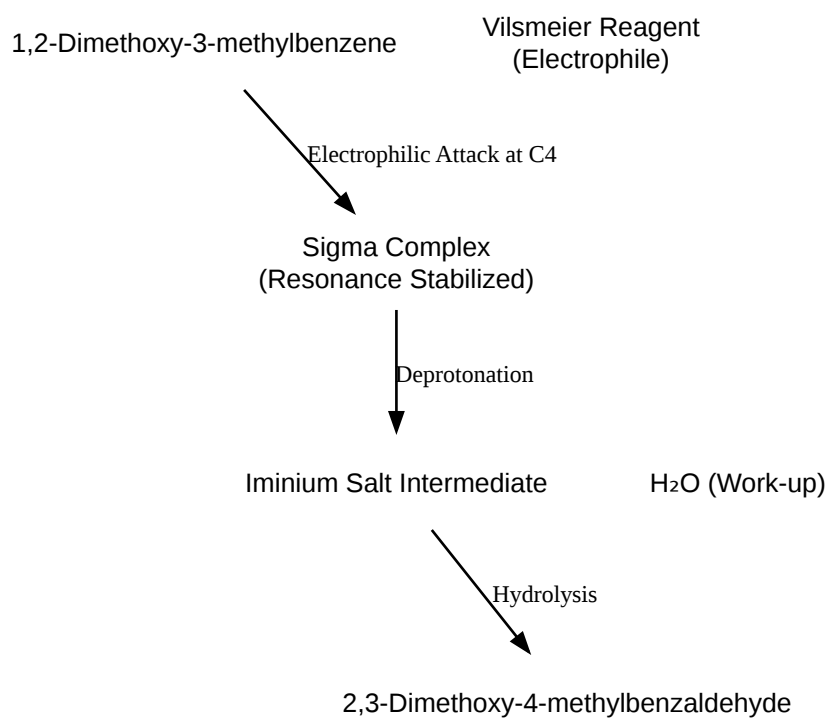 1,2-Dimethoxy-3-methylbenzene
Vilsmeier Reagent
(Electrophile)
Electrophilic Attack at C4
Sigma Complex
(Resonance Stabilized)
Deprotonation
Iminium Salt Intermediate
H₂O (Work-up)
Hydrolysis
2,3-Dimethoxy-4-methylbenzaldehyde